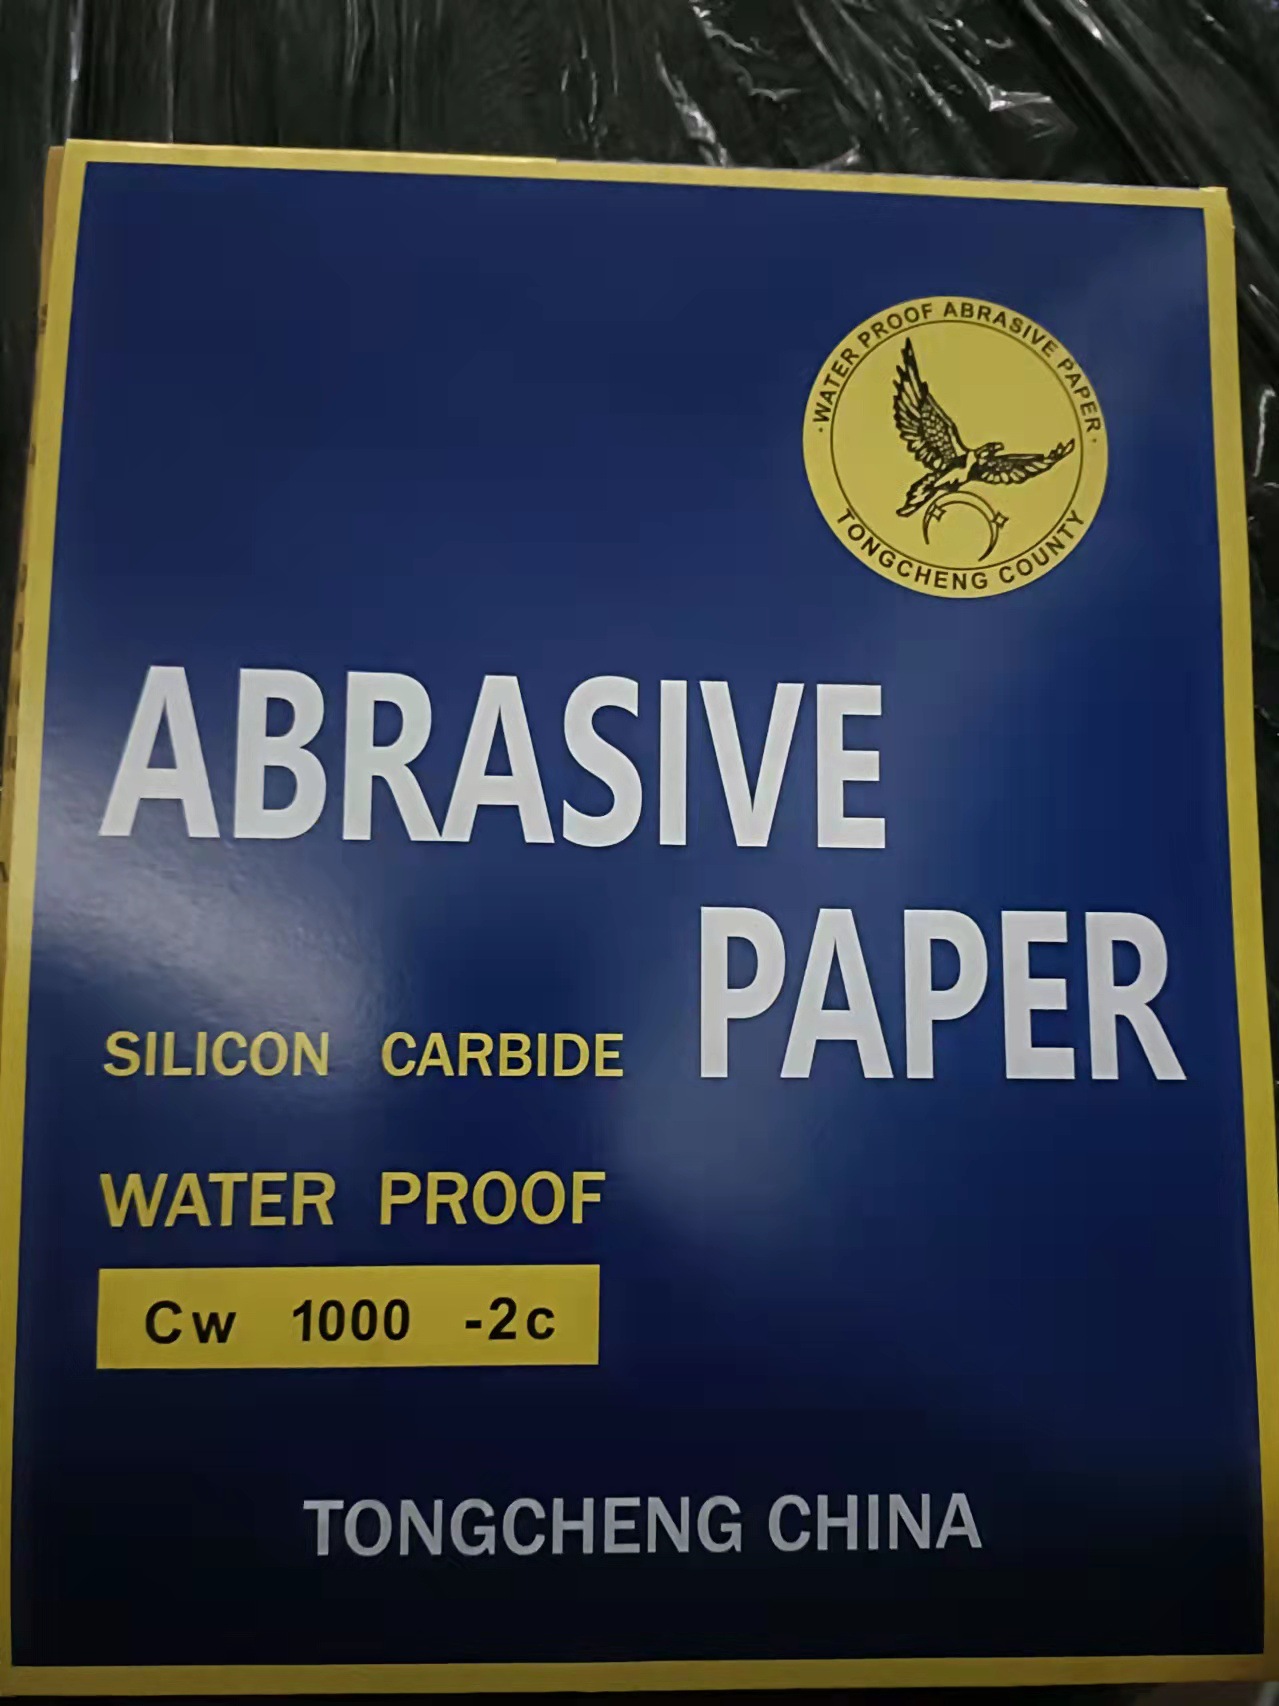 · WATER PROOF ABRASIVE PAPER ·
TONGCHENG COUNTY
ABRASIVE
PAPER
SILICON CARBIDE
WATER PROOF
Cw 1000 -2c
TONGCHENG CHINA